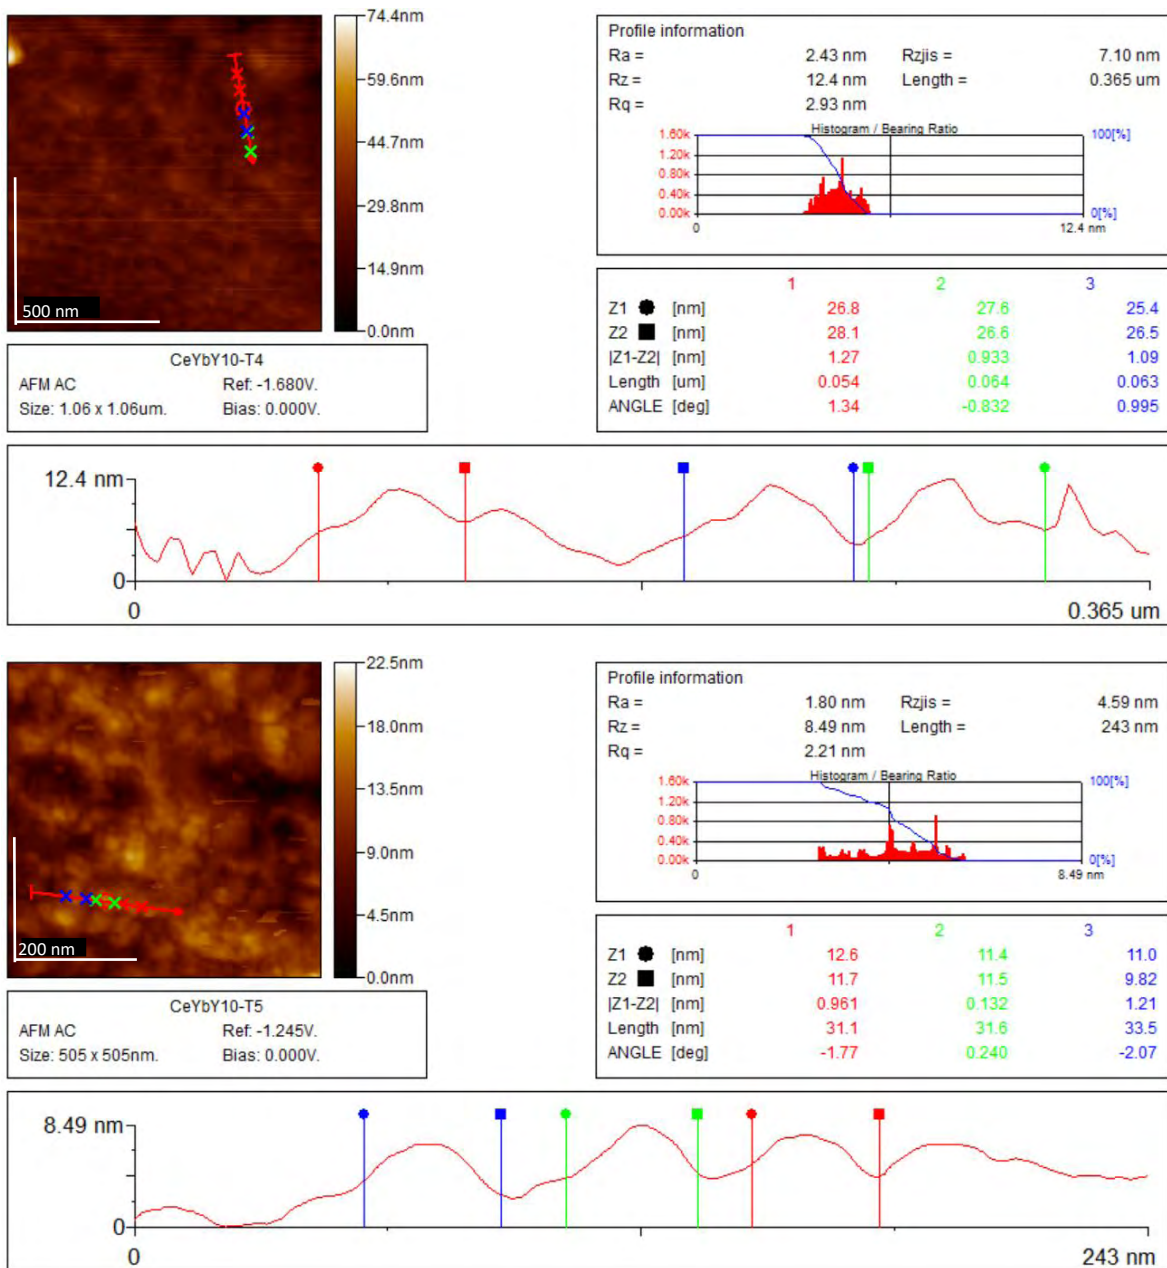 74.4nm
59.6nm
44.7nm
29.8nm
14.9nm
0.0nm
500 nm
CeYbY10-T4
AFM AC Ref: -1.680V.
Size: 1.06 x 1.06um. Bias: 0.000V.
Profile information
Ra = 2.43 nm Rzjis = 7.10 nm
Rz = 12.4 nm Length = 0.365 um
Rq = 2.93 nm
Histogram / Bearing Ratio
1.60k 100[%]
1.20k
0.80k
0.40k
0.00k 0[%]
0 12.4 nm
1 2 3
Z1 ● [nm] 26.8 27.6 25.4
Z2 ■ [nm] 28.1 26.6 26.5
|Z1-Z2| [nm] 1.27 0.933 1.09
Length [um] 0.054 0.064 0.063
ANGLE [deg] 1.34 -0.832 0.995
12.4 nm
0
0 0.365 um
22.5nm
18.0nm
13.5nm
9.0nm
4.5nm
0.0nm
200 nm
CeYbY10-T5
AFM AC Ref: -1.245V.
Size: 505 x 505nm. Bias: 0.000V.
Profile information
Ra = 1.80 nm Rzjis = 4.59 nm
Rz = 8.49 nm Length = 243 nm
Rq = 2.21 nm
Histogram / Bearing Ratio
1.60k 100[%]
1.20k
0.80k
0.40k
0.00k 0[%]
0 8.49 nm
1 2 3
Z1 ● [nm] 12.6 11.4 11.0
Z2 ■ [nm] 11.7 11.5 9.82
|Z1-Z2| [nm] 0.961 0.132 1.21
Length [nm] 31.1 31.6 33.5
ANGLE [deg] -1.77 0.240 -2.07
8.49 nm
0
0 243 nm